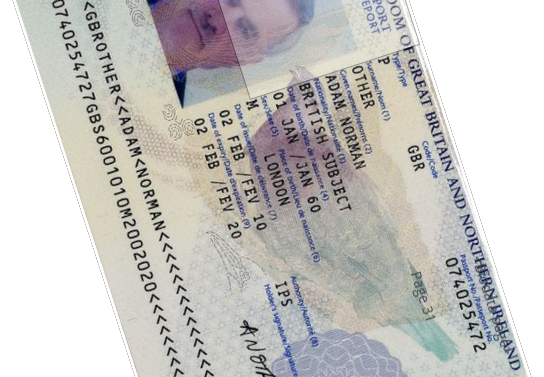 DOM OF GREAT BRITAIN AND NORTHERN IRELAND
PORT
EPORT
Type/Type
P
Code/Code
GBR
Passport No./Passeport No.
074025472
Surname/Nom (1)
OTHER
Given names/Prénoms (2)
ADAM NORMAN
Nationality/Nationalité (3)
BRITISH SUBJECT
Date of birth/Date de naissance (4)
01 JAN /JAN 60
Sex/Sexe (5)
M
Place of birth/Lieu de naissance (6)
LONDON
Date of issue/Date de délivrance (7)
02 FEB /FEV 10
Authority/Autorité (8)
IPS
Date of expiry/Date d'expiration (9)
02 FEB /FEV 20
Holder's signature/Signature
Page 31
<<GBROTHER<<ADAM<NORMAN<<<<<<<<<<<<<<
0740254727GBS6001010M2002020<<<<<<<<